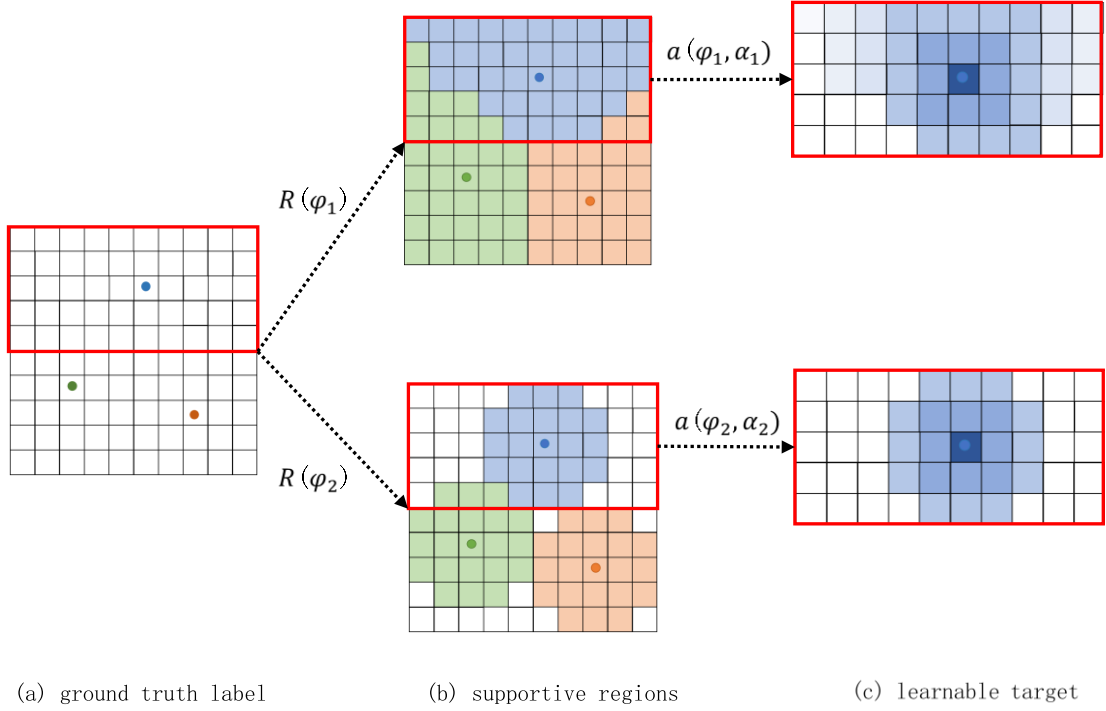 a (φ₁, α₁)
R (φ₁)
a (φ₂, α₂)
R (φ₂)
(a) ground truth label
(b) supportive regions
(c) learnable target